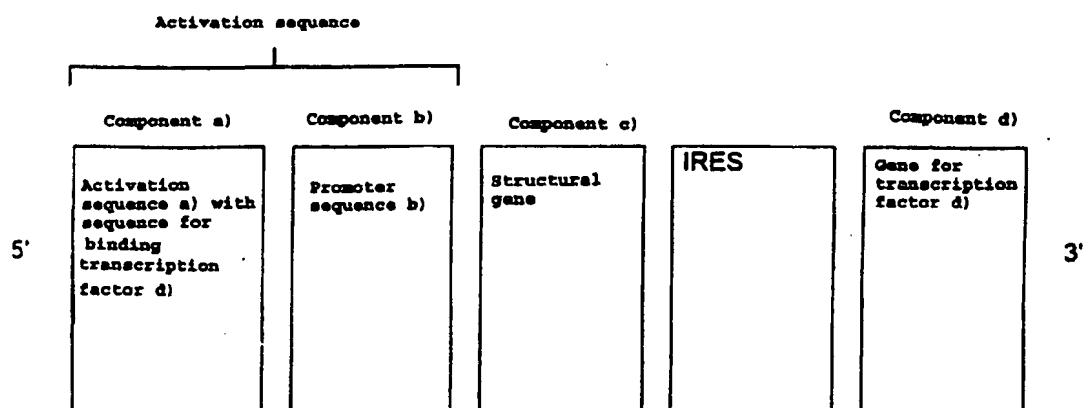 Activation sequence
Component a)
Component b)
Component c)
Component d)
Activation
sequence a) with
sequence for
binding
transcription
factor d)
Promoter
sequence b)
Structural
gene
IRES
Gene for
transcription
factor d)
5'
3'